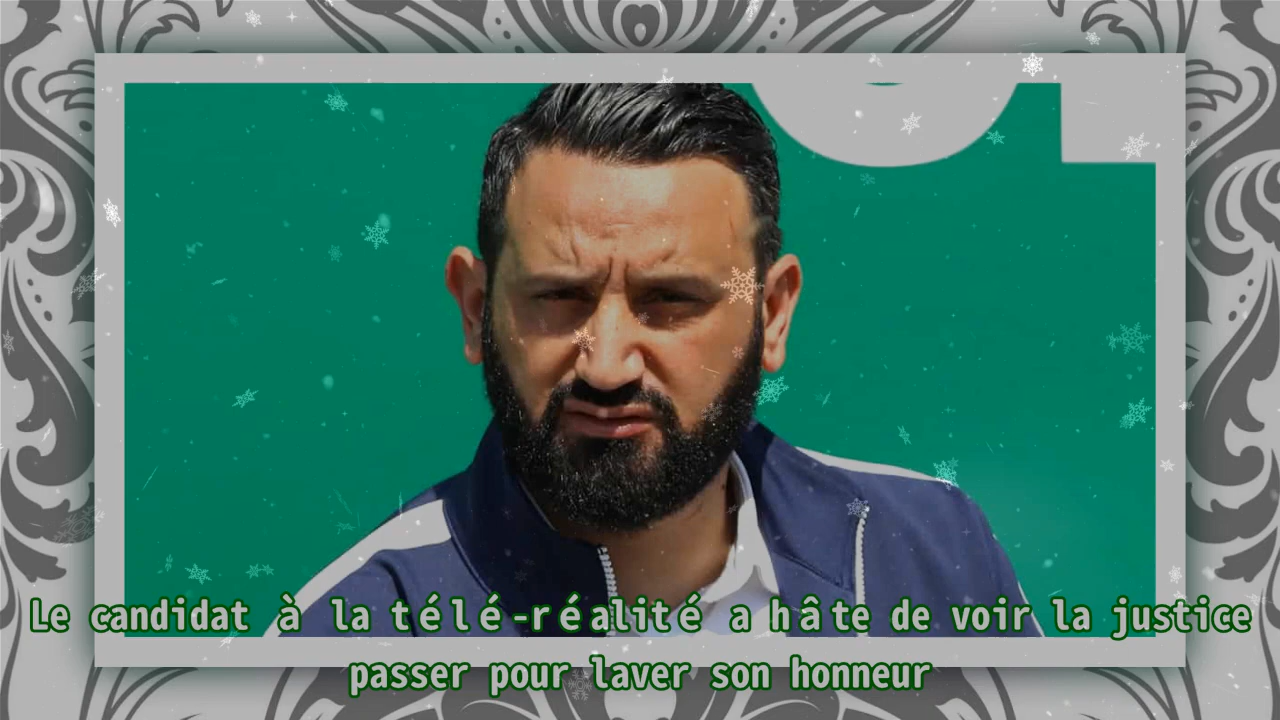 Le candidat à la télé-réalité a hâte de voir la justice
passer pour laver son honneur